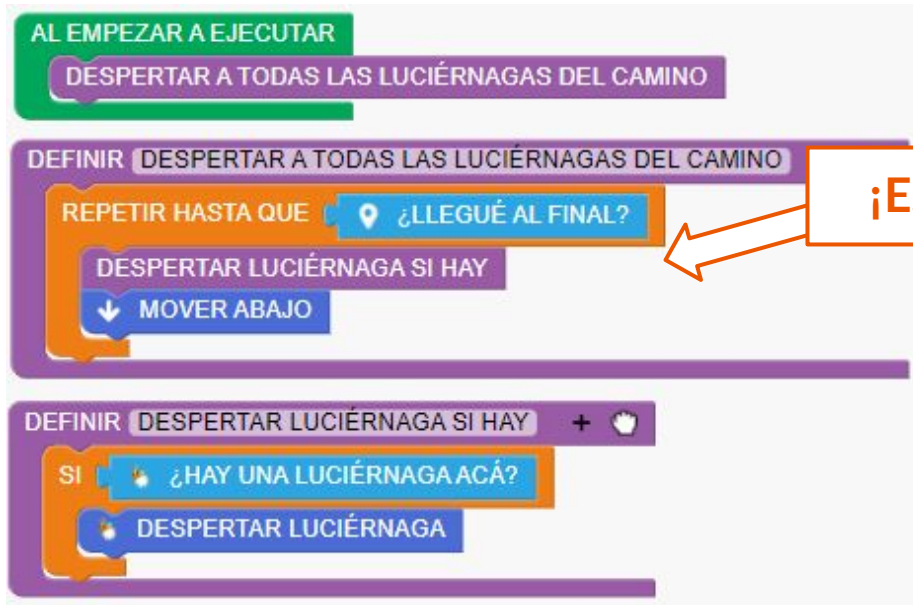 AL EMPEZAR A EJECUTAR
DESPERTAR A TODAS LAS LUCIÉRNAGAS DEL CAMINO
DEFINIR DESPERTAR A TODAS LAS LUCIÉRNAGAS DEL CAMINO
¡E
REPETIR HASTA QUE ¿LLEGUÉ AL FINAL?
DESPERTAR LUCIÉRNAGA SI HAY
MOVER ABAJO
DEFINIR DESPERTAR LUCIÉRNAGA SI HAY +
SI ¿HAY UNA LUCIÉRNAGA ACÁ?
DESPERTAR LUCIÉRNAGA